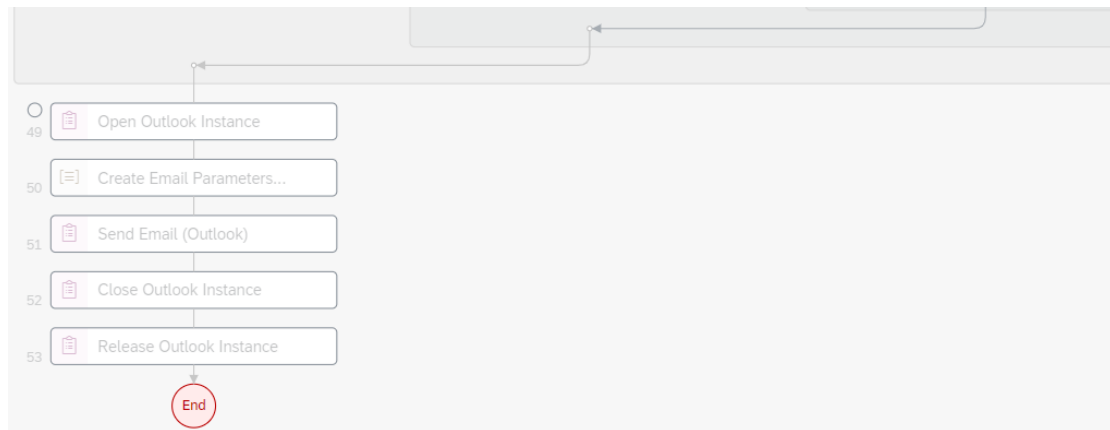 49
Open Outlook Instance
50
Create Email Parameters...
51
Send Email (Outlook)
52
Close Outlook Instance
53
Release Outlook Instance
End